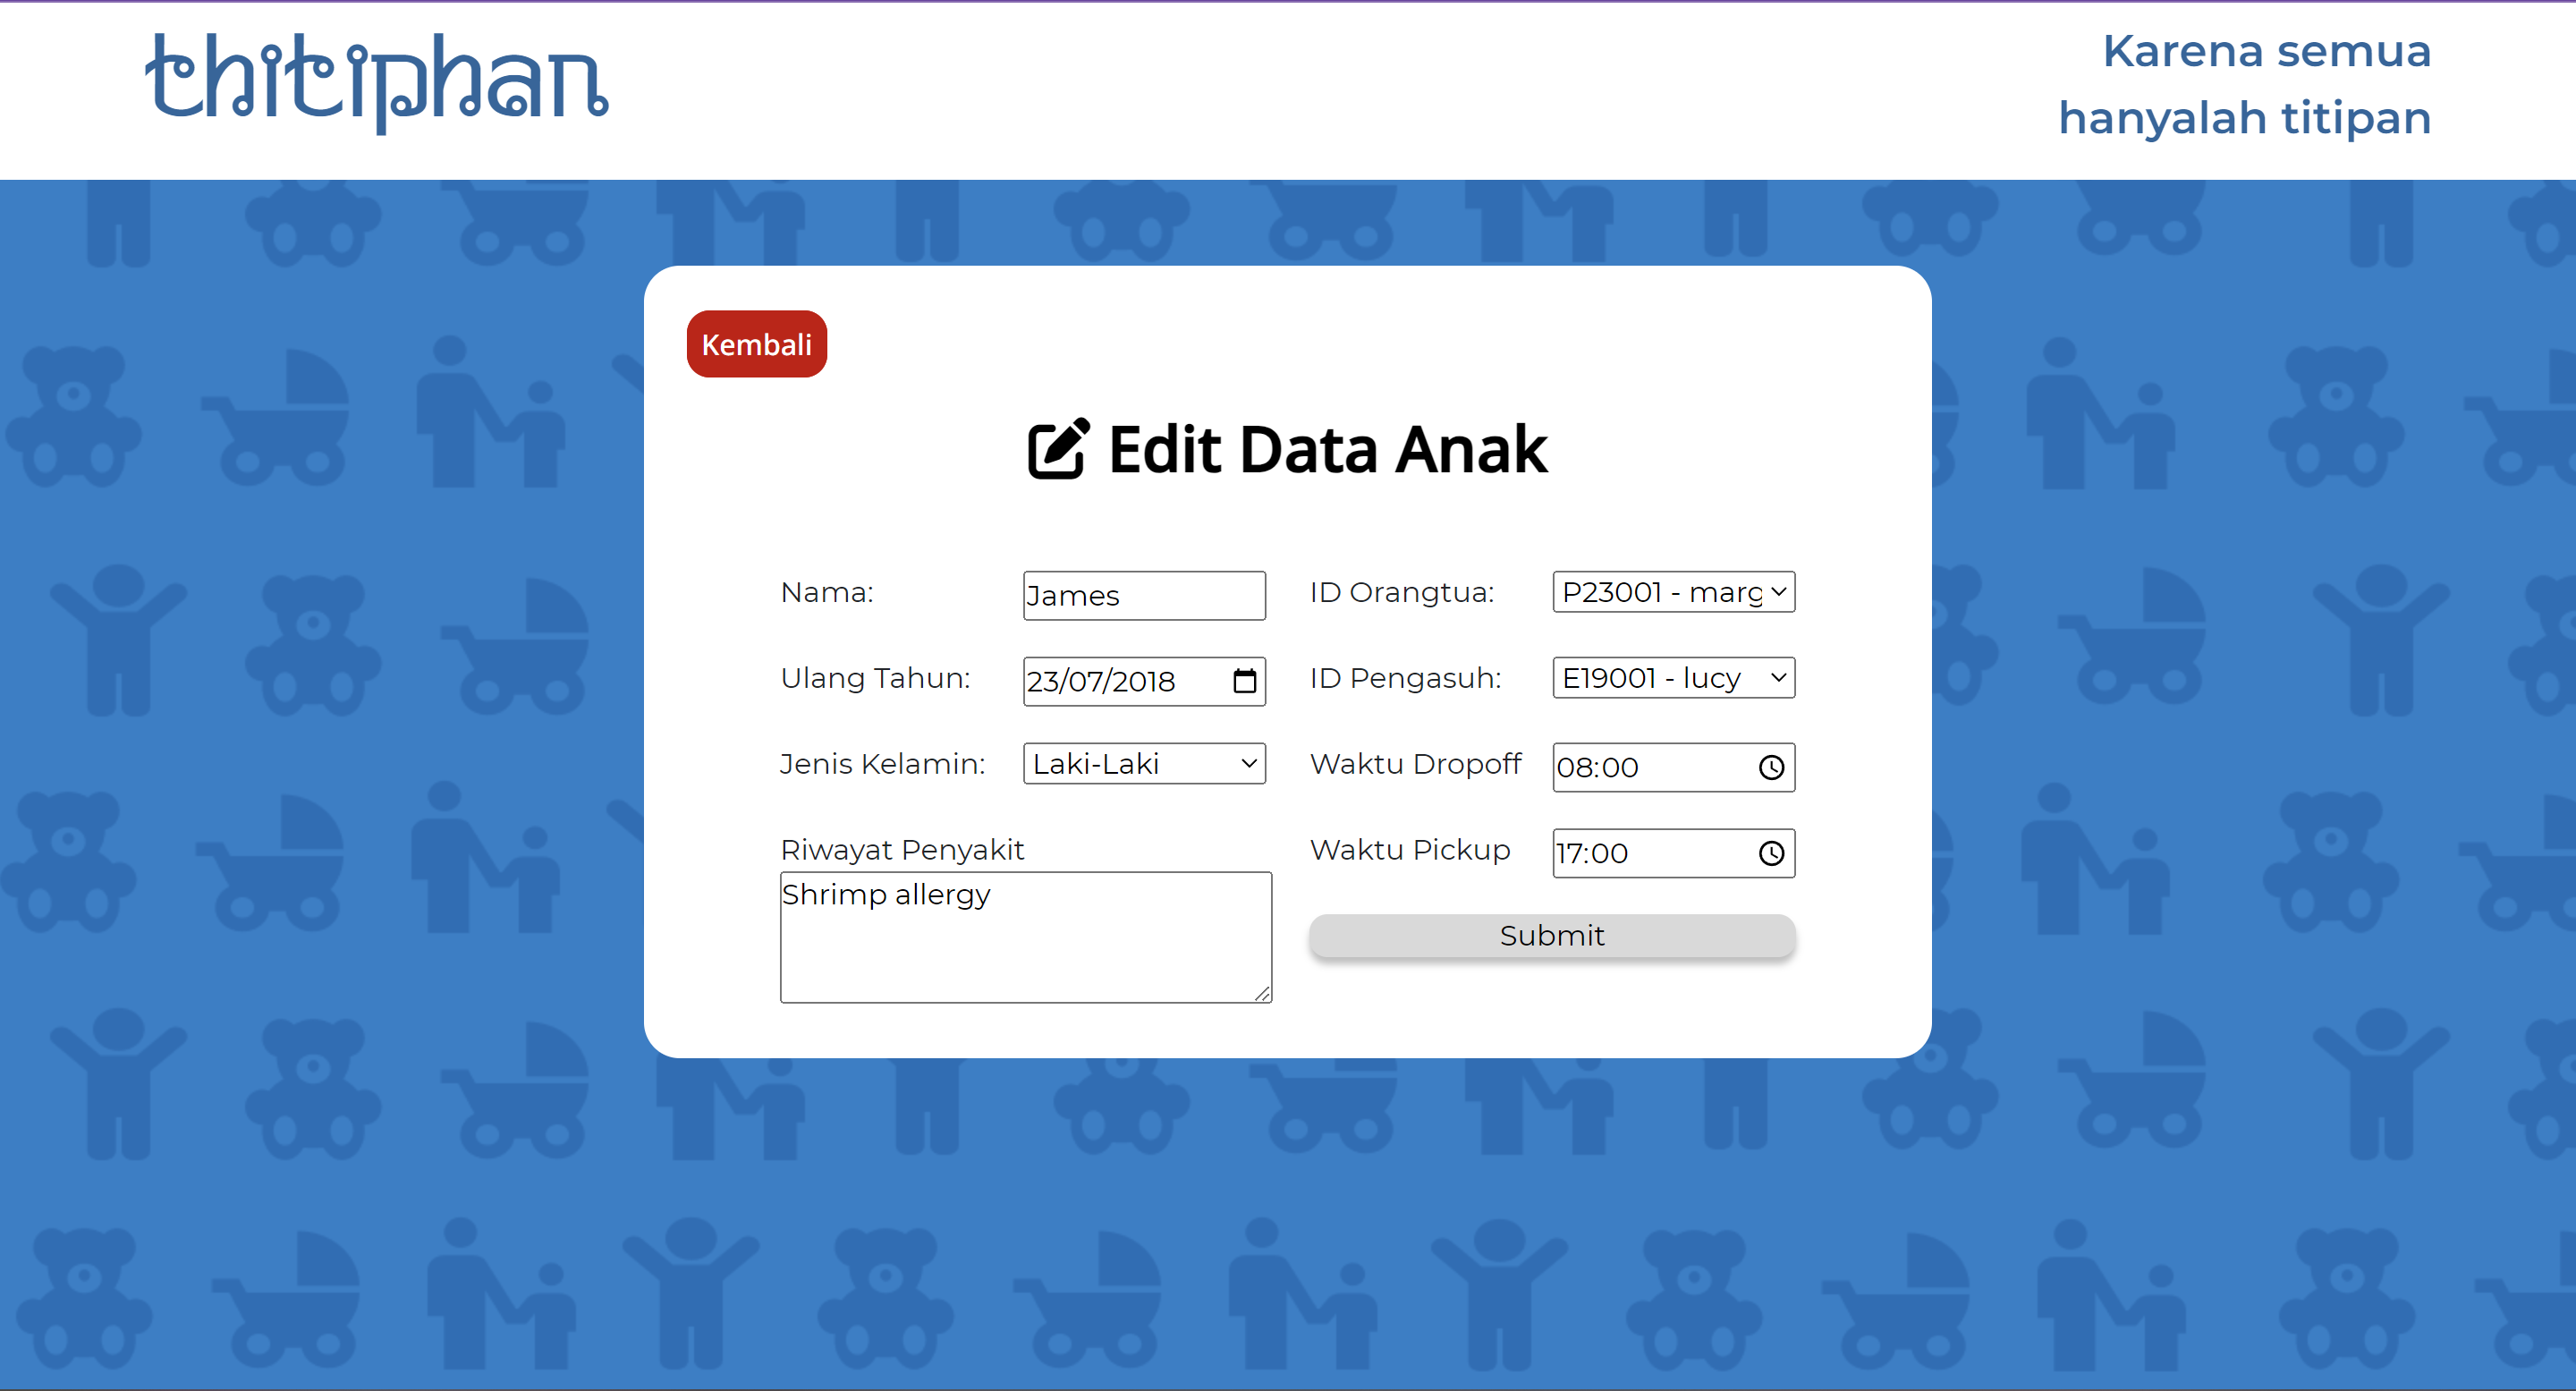 thitiphan
Karena semua
hanyalah titipan
Kembali
Edit Data Anak
Nama:
James
Ulang Tahun:
23/07/2018
Jenis Kelamin:
Laki-Laki
Riwayat Penyakit
Shrimp allergy
ID Orangtua:
P23001 - marg
ID Pengasuh:
E19001 - lucy
Waktu Dropoff
08:00
Waktu Pickup
17:00
Submit